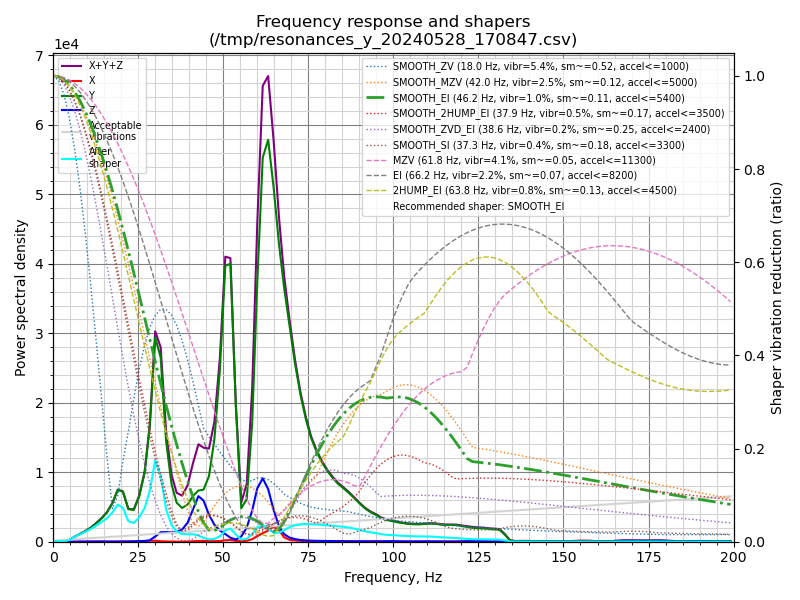 Frequency response and shapers
(/tmp/resonances_y_20240528_170847.csv)
1e4
X+Y+Z
X
Y
Z
Acceptable
vibrations
After
shaper
SMOOTH_ZV (18.0 Hz, vibr=5.4%, sm~=0.52, accel<=1000)
SMOOTH_MZV (42.0 Hz, vibr=2.5%, sm~=0.12, accel<=5000)
SMOOTH_EI (46.2 Hz, vibr=1.0%, sm~=0.11, accel<=5400)
SMOOTH_2HUMP_EI (37.9 Hz, vibr=0.5%, sm~=0.17, accel<=3500)
SMOOTH_ZVD_EI (38.6 Hz, vibr=0.2%, sm~=0.25, accel<=2400)
SMOOTH_SI (37.3 Hz, vibr=0.4%, sm~=0.18, accel<=3300)
MZV (61.8 Hz, vibr=4.1%, sm~=0.05, accel<=11300)
EI (66.2 Hz, vibr=2.2%, sm~=0.07, accel<=8200)
2HUMP_EI (63.8 Hz, vibr=0.8%, sm~=0.13, accel<=4500)
Recommended shaper: SMOOTH_EI
Power spectral density
7
6
5
4
3
2
1
0
Shaper vibration reduction (ratio)
1.0
0.8
0.6
0.4
0.2
0.0
0 25 50 75 100 125 150 175 200
Frequency, Hz